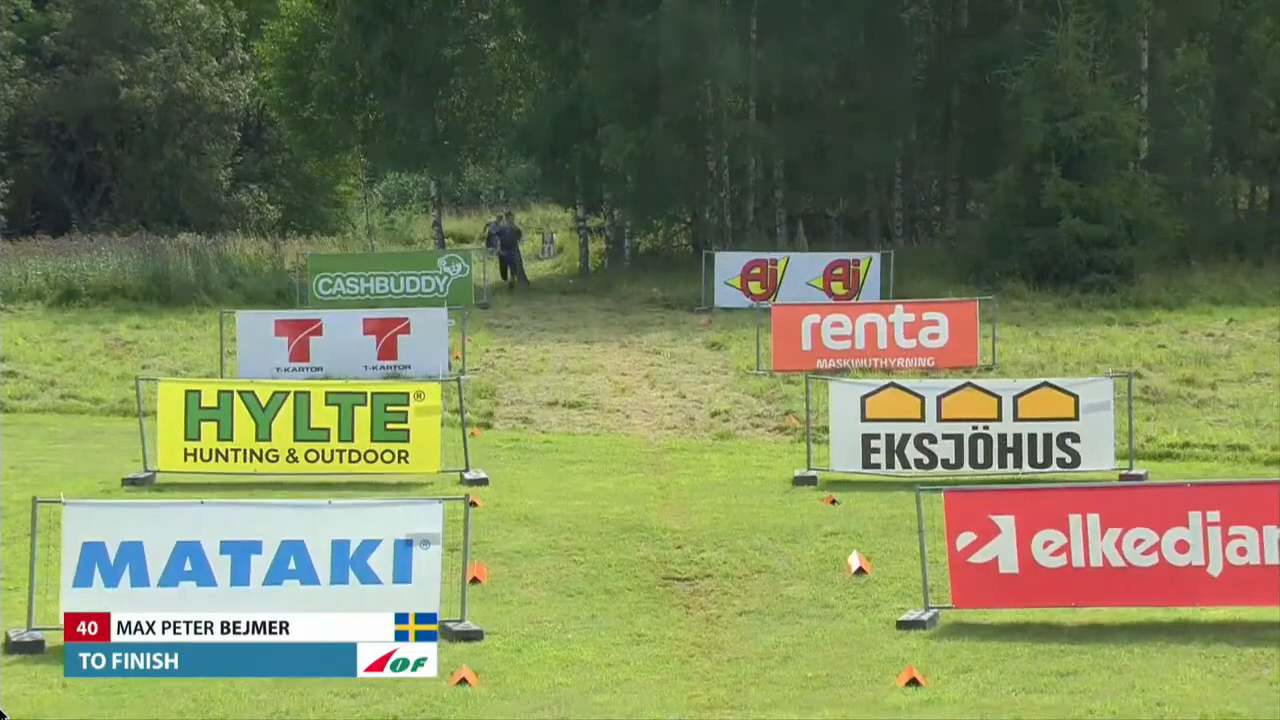 CASHBUDDY
Aj Aj
T-KARTOR T-KARTOR
renta
MASKINUTHYRNING
HYLTE®
HUNTING & OUTDOOR
EKSJÖHUS
MATAKI®
elkedjan
40 MAX PETER BEJMER
TO FINISH
IOF